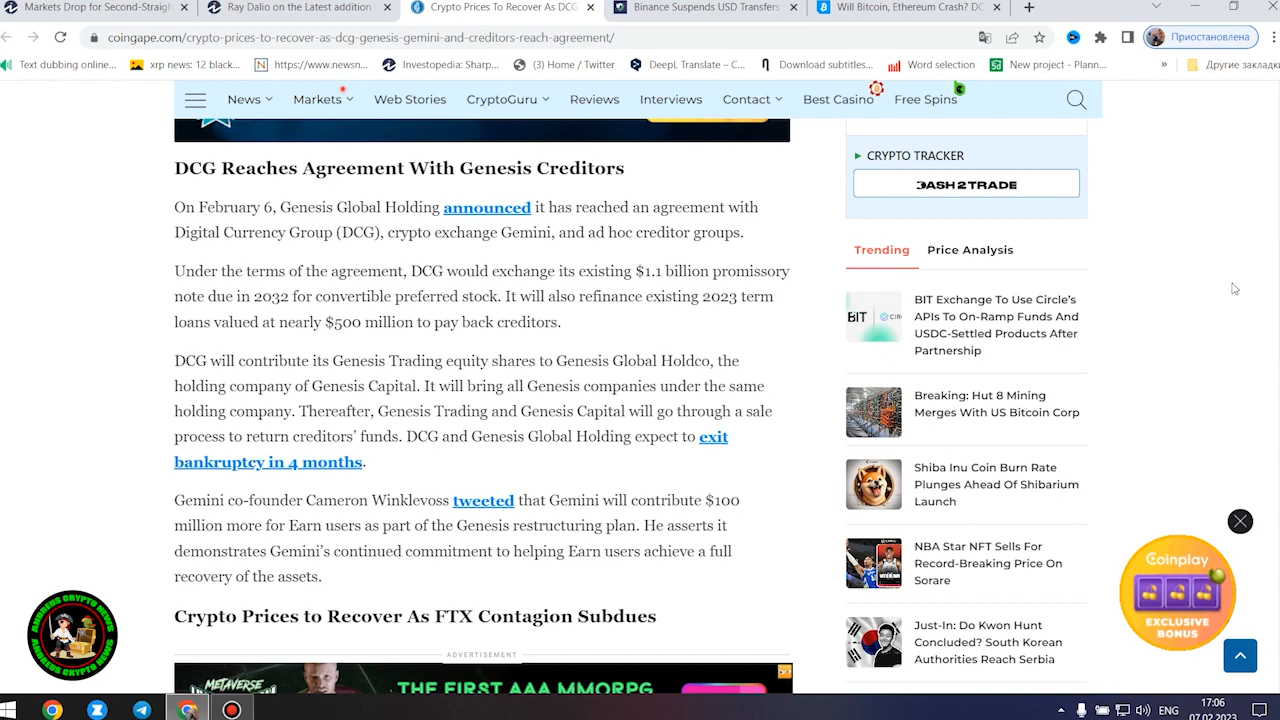 Markets Drop for Second-Straigh
Ray Dalio on the Latest addition
Crypto Prices To Recover As DCG
Binance Suspends USD Transfers
Will Bitcoin, Ethereum Crash? DC
coingape.com/crypto-prices-to-recover-as-dcg-genesis-gemini-and-creditors-reach-agreement/
Приостановлена
Text dubbing online...
xrp news: 12 black...
https://www.newsn...
Investopedia: Sharp...
(3) Home / Twitter
DeepL Translate – C...
Download subtitles...
Word selection
New project - Plann...
»
Другие закладки
News
Markets
Web Stories
CryptoGuru
Reviews
Interviews
Contact
Best Casino
Free Spins
DCG Reaches Agreement With Genesis Creditors
On February 6, Genesis Global Holding announced it has reached an agreement with
Digital Currency Group (DCG), crypto exchange Gemini, and ad hoc creditor groups.
Under the terms of the agreement, DCG would exchange its existing $1.1 billion promissory
note due in 2032 for convertible preferred stock. It will also refinance existing 2023 term
loans valued at nearly $500 million to pay back creditors.
DCG will contribute its Genesis Trading equity shares to Genesis Global Holdco, the
holding company of Genesis Capital. It will bring all Genesis companies under the same
holding company. Thereafter, Genesis Trading and Genesis Capital will go through a sale
process to return creditors' funds. DCG and Genesis Global Holding expect to exit
bankruptcy in 4 months.
Gemini co-founder Cameron Winklevoss tweeted that Gemini will contribute $100
million more for Earn users as part of the Genesis restructuring plan. He asserts it
demonstrates Gemini's continued commitment to helping Earn users achieve a full
recovery of the assets.
Crypto Prices to Recover As FTX Contagion Subdues
ADVERTISEMENT
METAVERSE
THE FIRST AAA MMORPG
CRYPTO TRACKER
DASH 2 TRADE
Trending
Price Analysis
BIT Exchange To Use Circle's
APIs To On-Ramp Funds And
USDC-Settled Products After
Partnership
Breaking: Hut 8 Mining
Merges With US Bitcoin Corp
Shiba Inu Coin Burn Rate
Plunges Ahead Of Shibarium
Launch
NBA Star NFT Sells For
Record-Breaking Price On
Sorare
Just-In: Do Kwon Hunt
Concluded? South Korean
Authorities Reach Serbia
BIT
CIR
Coinplay
EXCLUSIVE
BONUS
ANDREUS CRYPTO NEWS
ANDREUS CRYPTO NEWS
ENG
17:06
07.02.2023